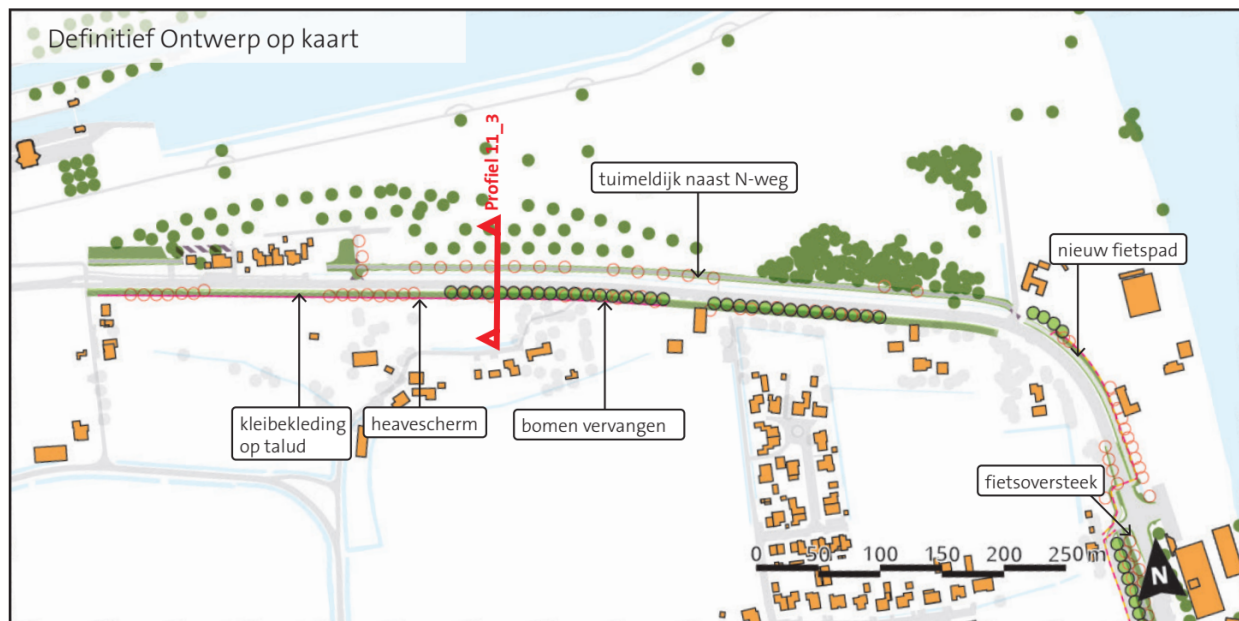 Definitief Ontwerp op kaart
Profiel 11_3
tuimeldijk naast N-weg
nieuw fietspad
kleibekleding
op talud
heavescherm
bomen vervangen
fietsoversteek
0 50 100 150 200 250 m
N